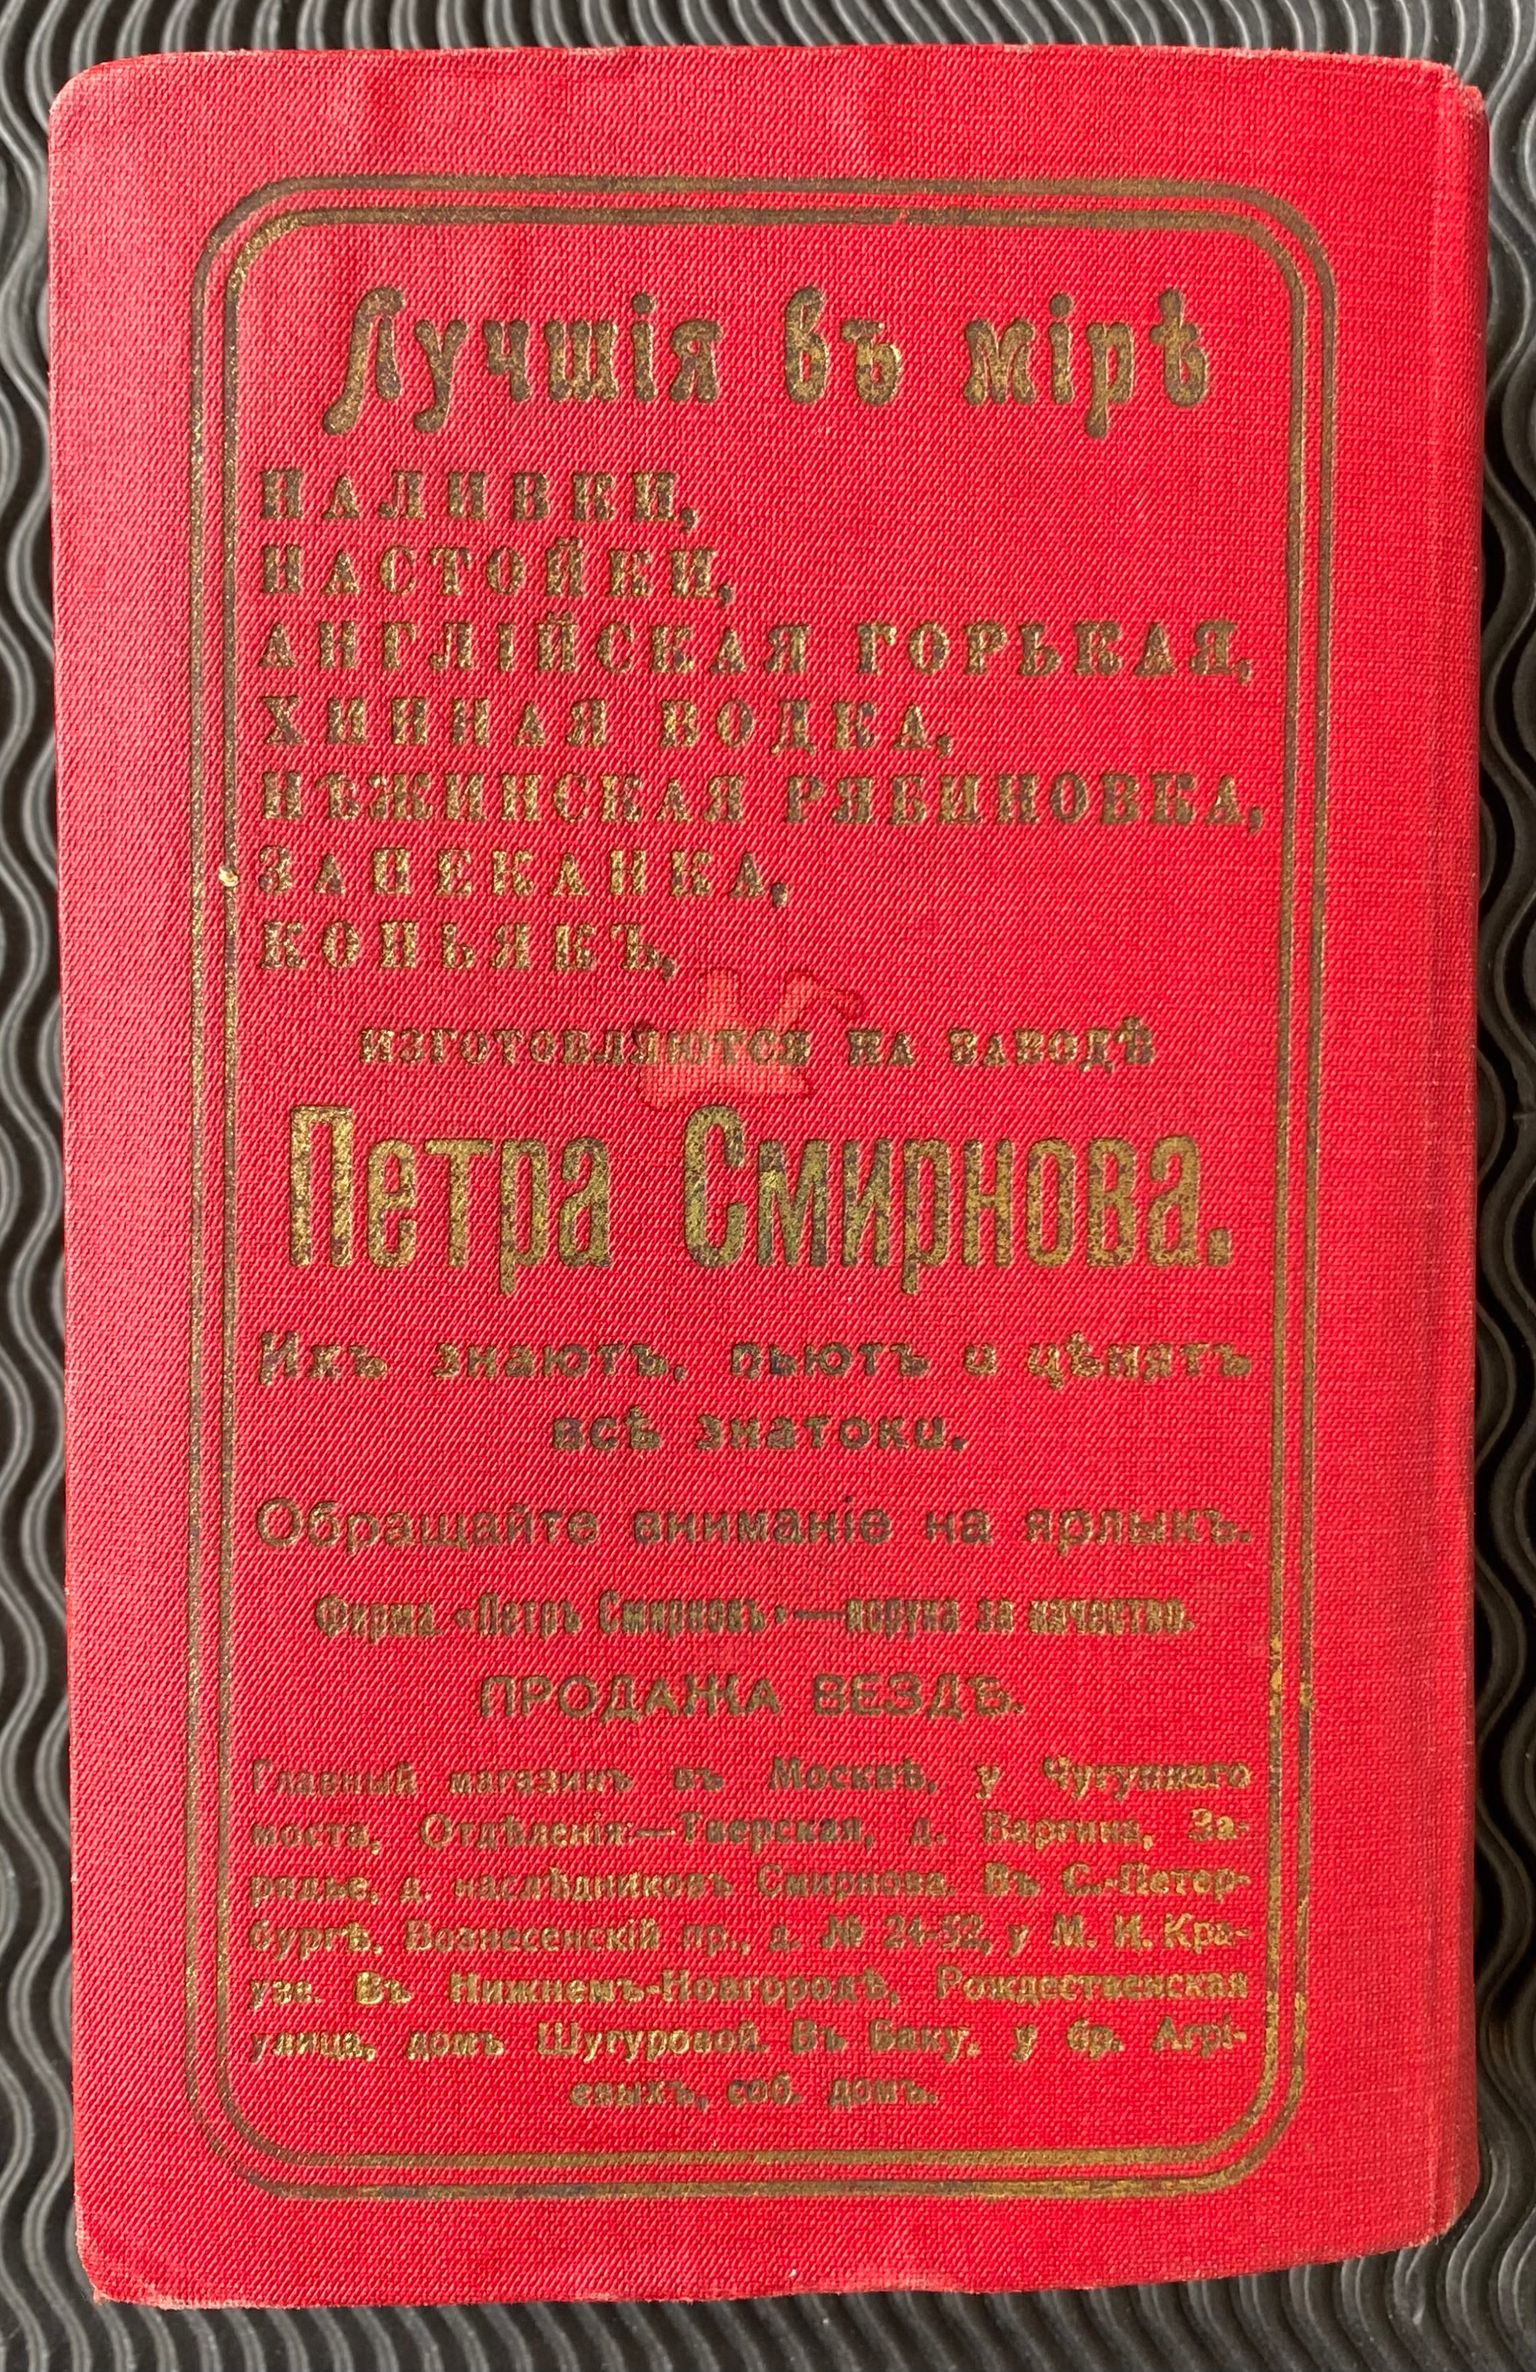 Лучшія въ мірѣ
НАЛИВКИ,
НАСТОЙКИ,
АНГЛІЙСКАЯ ГОРЬКАЯ,
ХИННАЯ ВОДКА,
НѢЖИНСКАЯ РЯБИНОВКА,
ЗАПЕКАНКА,
КОНЬЯКЪ,
ИЗГОТОВЛЯЮТСЯ НА ЗАВОДѢ
Петра Смирнова.
Ихъ знаютъ, пьютъ и цѣнятъ
всѣ знатоки.
Обращайте вниманіе на ярлыкъ.
Фирма «Петръ Смирновъ»—порука за качество.
ПРОДАЖА ВЕЗДѢ.
Главный магазинъ въ Москвѣ, у Чугуннаго
моста, Отдѣленія:—Тверская, д. Варгина, За-
рядье, д. наслѣдниковъ Смирнова. Въ С.-Петер-
бургѣ, Вознесенскій пр., д. № 24-52, у М. И. Кра-
узе. Въ Нижнемъ-Новгородѣ, Рождественская
улица, домъ Шугуровой. Въ Баку, у бр. Агрі-
евыхъ, соб. домъ.